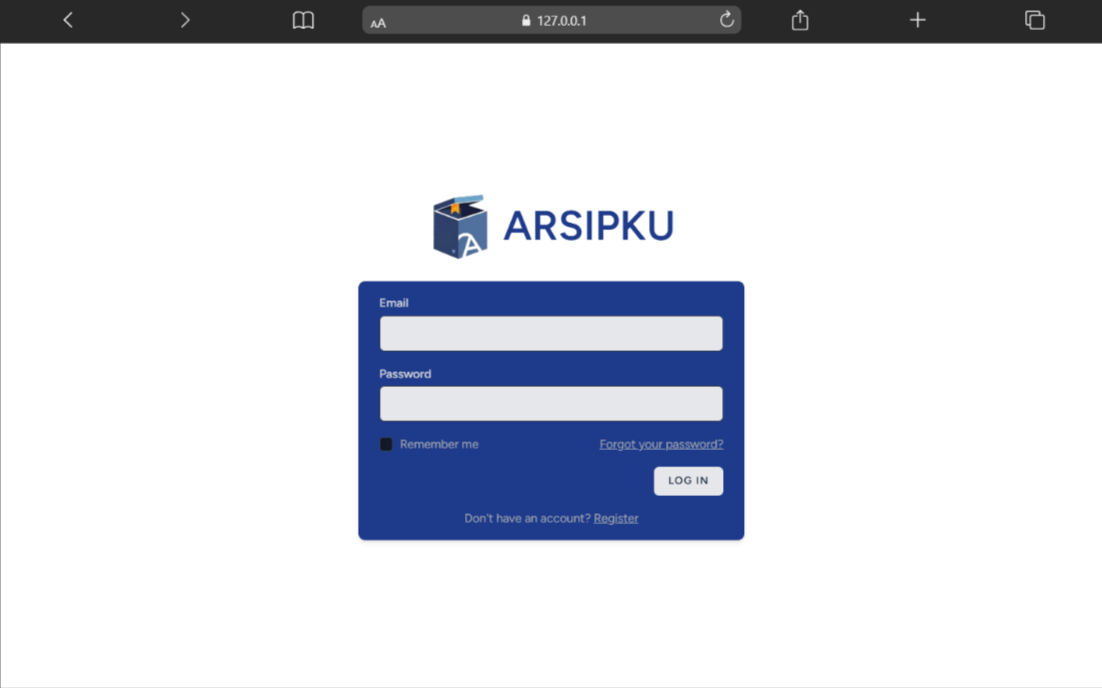 AA 127.0.0.1
A ARSIPKU
Email
Password
Remember me Forgot your password?
LOG IN
Don't have an account? Register